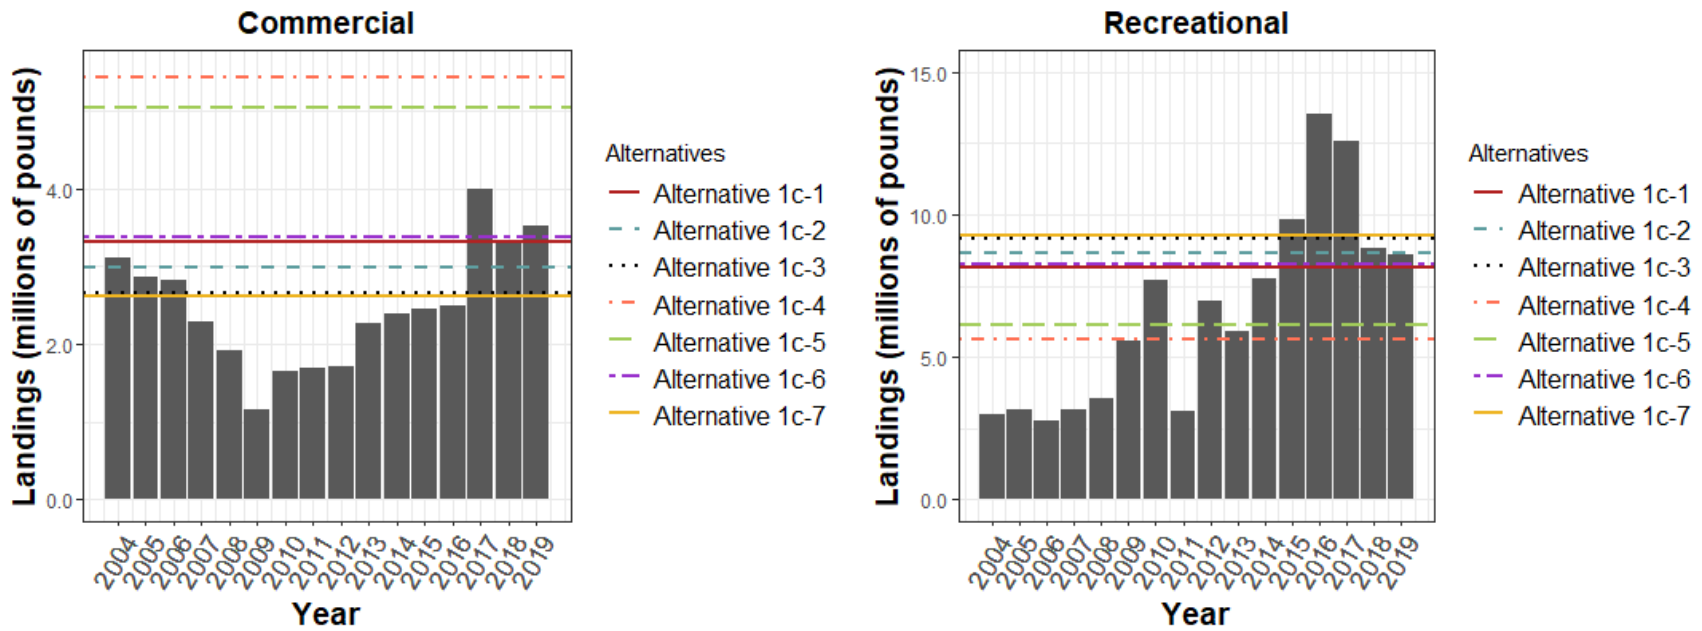 Commercial
Landings (millions of pounds)
4.0
2.0
0.0
2004 2005 2006 2007 2008 2009 2010 2011 2012 2013 2014 2015 2016 2017 2018 2019
Year
Alternatives
Alternative 1c-1
Alternative 1c-2
Alternative 1c-3
Alternative 1c-4
Alternative 1c-5
Alternative 1c-6
Alternative 1c-7
Recreational
Landings (millions of pounds)
15.0
10.0
5.0
0.0
2004 2005 2006 2007 2008 2009 2010 2011 2012 2013 2014 2015 2016 2017 2018 2019
Year
Alternatives
Alternative 1c-1
Alternative 1c-2
Alternative 1c-3
Alternative 1c-4
Alternative 1c-5
Alternative 1c-6
Alternative 1c-7